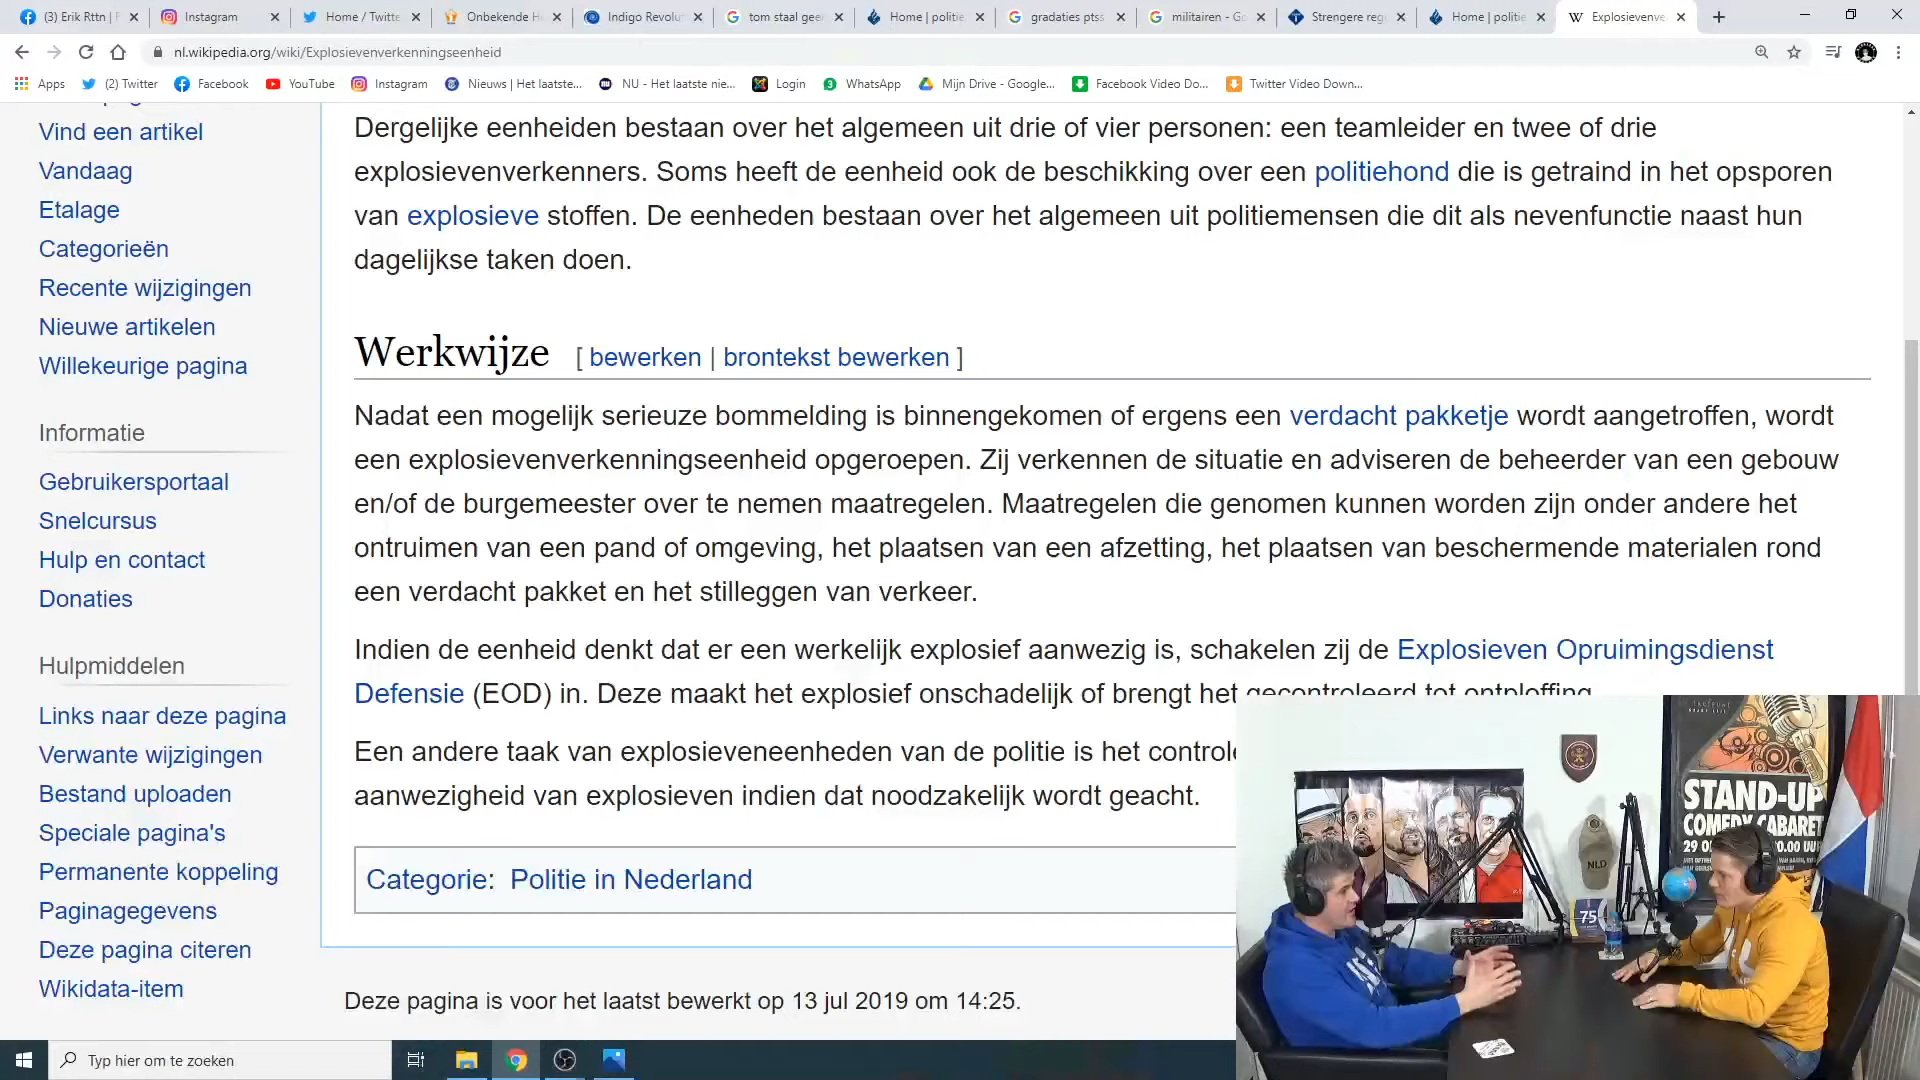 (3) Erik Rttn | F
Instagram
Home / Twitte
Onbekende H
Indigo Revolu
tom staal gee
Home | politie
gradaties ptss
militairen - Go
Strengere reg
Home | politie
Explosievenve
nl.wikipedia.org/wiki/Explosievenverkenningseenheid
Apps
(2) Twitter
Facebook
YouTube
Instagram
Nieuws | Het laatste...
NU - Het laatste nie...
Login
WhatsApp
Mijn Drive - Google...
Facebook Video Do...
Twitter Video Down...
Vind een artikel
Vandaag
Etalage
Categorieën
Recente wijzigingen
Nieuwe artikelen
Willekeurige pagina
Informatie
Gebruikersportaal
Snelcursus
Hulp en contact
Donaties
Hulpmiddelen
Links naar deze pagina
Verwante wijzigingen
Bestand uploaden
Speciale pagina's
Permanente koppeling
Paginagegevens
Deze pagina citeren
Wikidata-item
Dergelijke eenheiden bestaan over het algemeen uit drie of vier personen: een teamleider en twee of drie
explosievenverkenners. Soms heeft de eenheid ook de beschikking over een politiehond die is getraind in het opsporen
van explosieve stoffen. De eenheden bestaan over het algemeen uit politiemensen die dit als nevenfunctie naast hun
dagelijkse taken doen.
Werkwijze [ bewerken | brontekst bewerken ]
Nadat een mogelijk serieuze bommelding is binnengekomen of ergens een verdacht pakketje wordt aangetroffen, wordt
een explosievenverkenningseenheid opgeroepen. Zij verkennen de situatie en adviseren de beheerder van een gebouw
en/of de burgemeester over te nemen maatregelen. Maatregelen die genomen kunnen worden zijn onder andere het
ontruimen van een pand of omgeving, het plaatsen van een afzetting, het plaatsen van beschermende materialen rond
een verdacht pakket en het stilleggen van verkeer.
Indien de eenheid denkt dat er een werkelijk explosief aanwezig is, schakelen zij de Explosieven Opruimingsdienst
Defensie (EOD) in. Deze maakt het explosief onschadelijk of brengt het gecontroleerd tot ontploffing.
Een andere taak van explosieveneenheden van de politie is het controle
aanwezigheid van explosieven indien dat noodzakelijk wordt geacht.
Categorie: Politie in Nederland
Deze pagina is voor het laatst bewerkt op 13 jul 2019 om 14:25.
STAND-UP
COMEDY CABARET
NLD
75
Typ hier om te zoeken